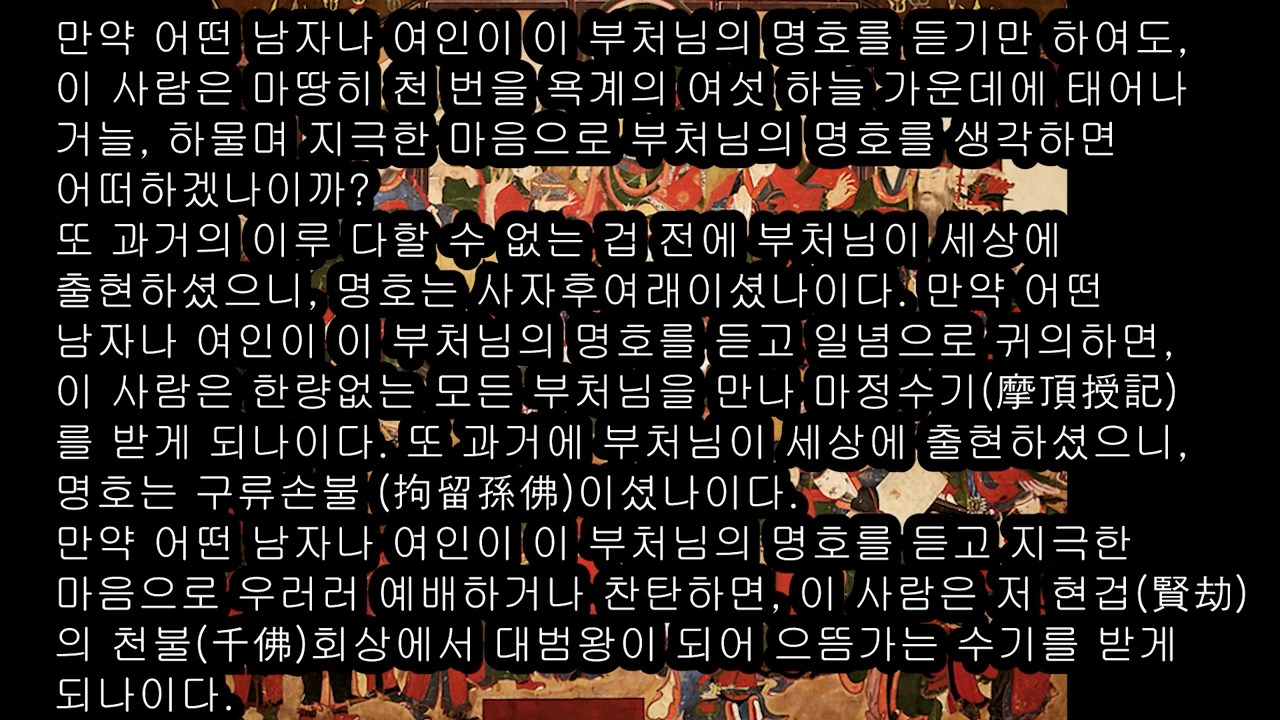 만약 어떤 남자나 여인이 이 부처님의 명호를 듣기만 하여도,
이 사람은 마땅히 천 번을 욕계의 여섯 하늘 가운데에 태어나
거늘, 하물며 지극한 마음으로 부처님의 명호를 생각하면
어떠하겠나이까?
또 과거의 이루 다할 수 없는 겁 전에 부처님이 세상에
출현하셨으니, 명호는 사자후여래이셨나이다. 만약 어떤
남자나 여인이 이 부처님의 명호를 듣고 일념으로 귀의하면,
이 사람은 한량없는 모든 부처님을 만나 마정수기(摩頂授記)
를 받게 되나이다. 또 과거에 부처님이 세상에 출현하셨으니,
명호는 구류손불 (拘留孫佛)이셨나이다.
만약 어떤 남자나 여인이 이 부처님의 명호를 듣고 지극한
마음으로 우러러 예배하거나 찬탄하면, 이 사람은 저 현겁(賢劫)
의 천불(千佛)회상에서 대범왕이 되어 으뜸가는 수기를 받게
되나이다.